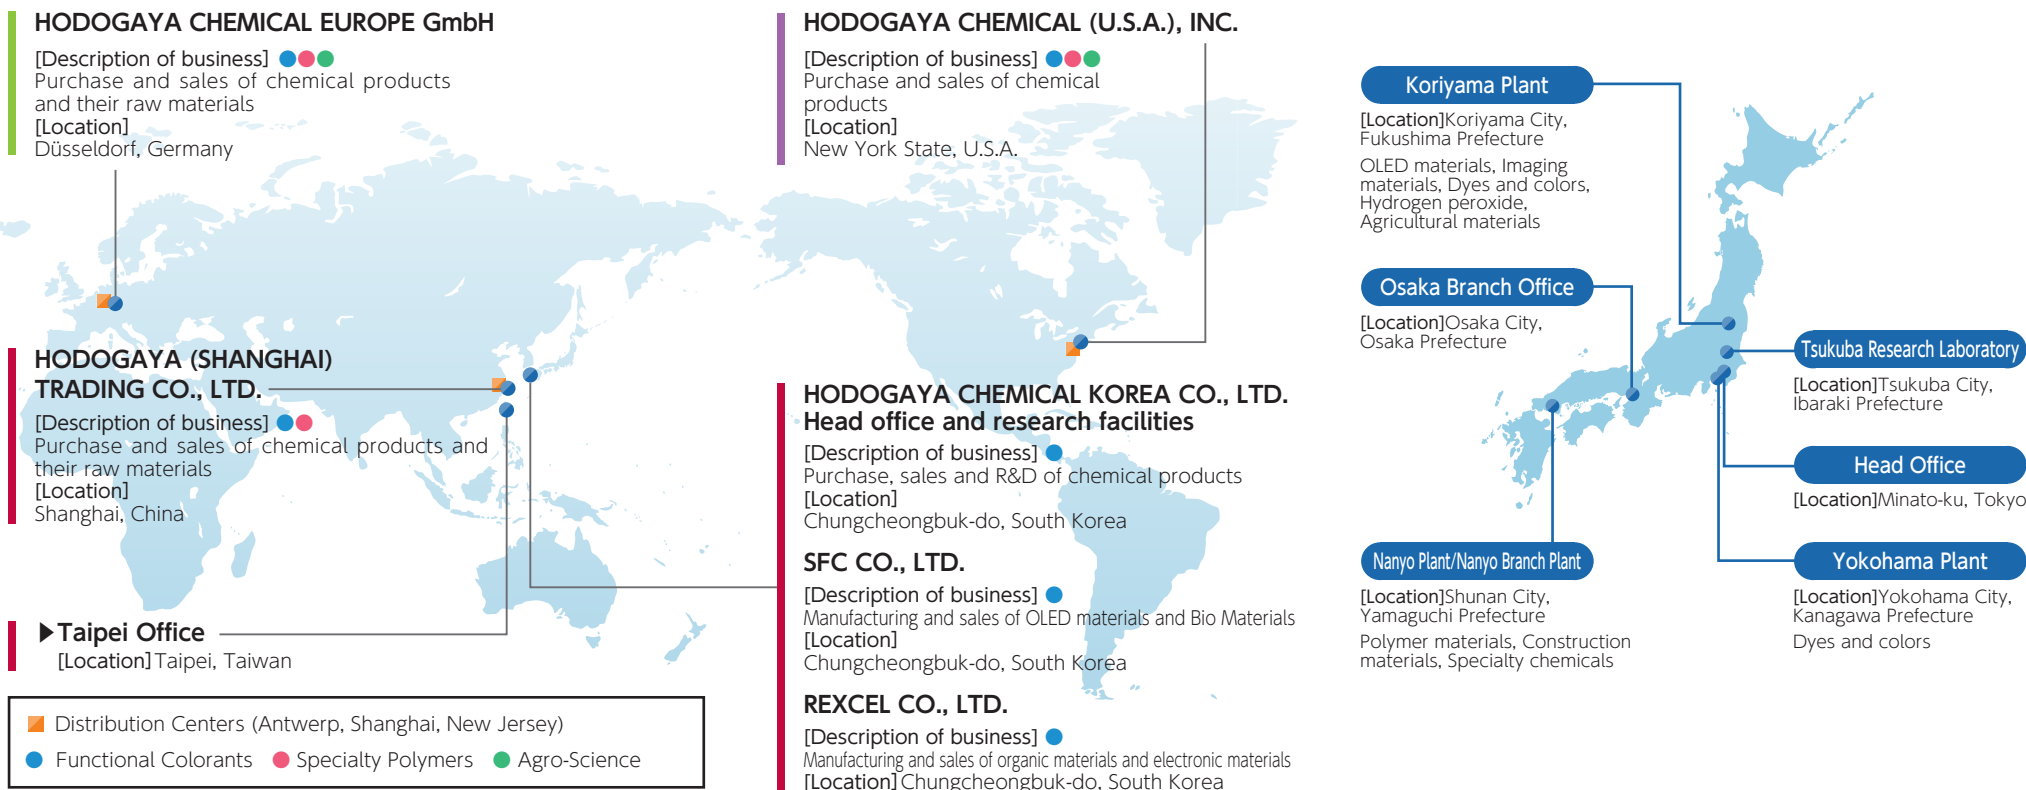 HODOGAYA CHEMICAL EUROPE GmbH
[Description of business]
Purchase and sales of chemical products
and their raw materials
[Location]
Düsseldorf, Germany
HODOGAYA (SHANGHAI)
TRADING CO., LTD.
[Description of business]
Purchase and sales of chemical products and
their raw materials
[Location]
Shanghai, China
▶Taipei Office
[Location] Taipei, Taiwan
Distribution Centers (Antwerp, Shanghai, New Jersey)
Functional Colorants Specialty Polymers Agro-Science
HODOGAYA CHEMICAL (U.S.A.), INC.
[Description of business]
Purchase and sales of chemical
products
[Location]
New York State, U.S.A.
HODOGAYA CHEMICAL KOREA CO., LTD.
Head office and research facilities
[Description of business]
Purchase, sales and R&D of chemical products
[Location]
Chungcheongbuk-do, South Korea
SFC CO., LTD.
[Description of business]
Manufacturing and sales of OLED materials and Bio Materials
[Location]
Chungcheongbuk-do, South Korea
REXCEL CO., LTD.
[Description of business]
Manufacturing and sales of organic materials and electronic materials
[Location] Chungcheongbuk-do, South Korea
Koriyama Plant
[Location]Koriyama City,
Fukushima Prefecture
OLED materials, Imaging
materials, Dyes and colors,
Hydrogen peroxide,
Agricultural materials
Osaka Branch Office
[Location]Osaka City,
Osaka Prefecture
Nanyo Plant/Nanyo Branch Plant
[Location]Shunan City,
Yamaguchi Prefecture
Polymer materials, Construction
materials, Specialty chemicals
Tsukuba Research Laboratory
[Location]Tsukuba City,
Ibaraki Prefecture
Head Office
[Location]Minato-ku, Tokyo
Yokohama Plant
[Location]Yokohama City,
Kanagawa Prefecture
Dyes and colors